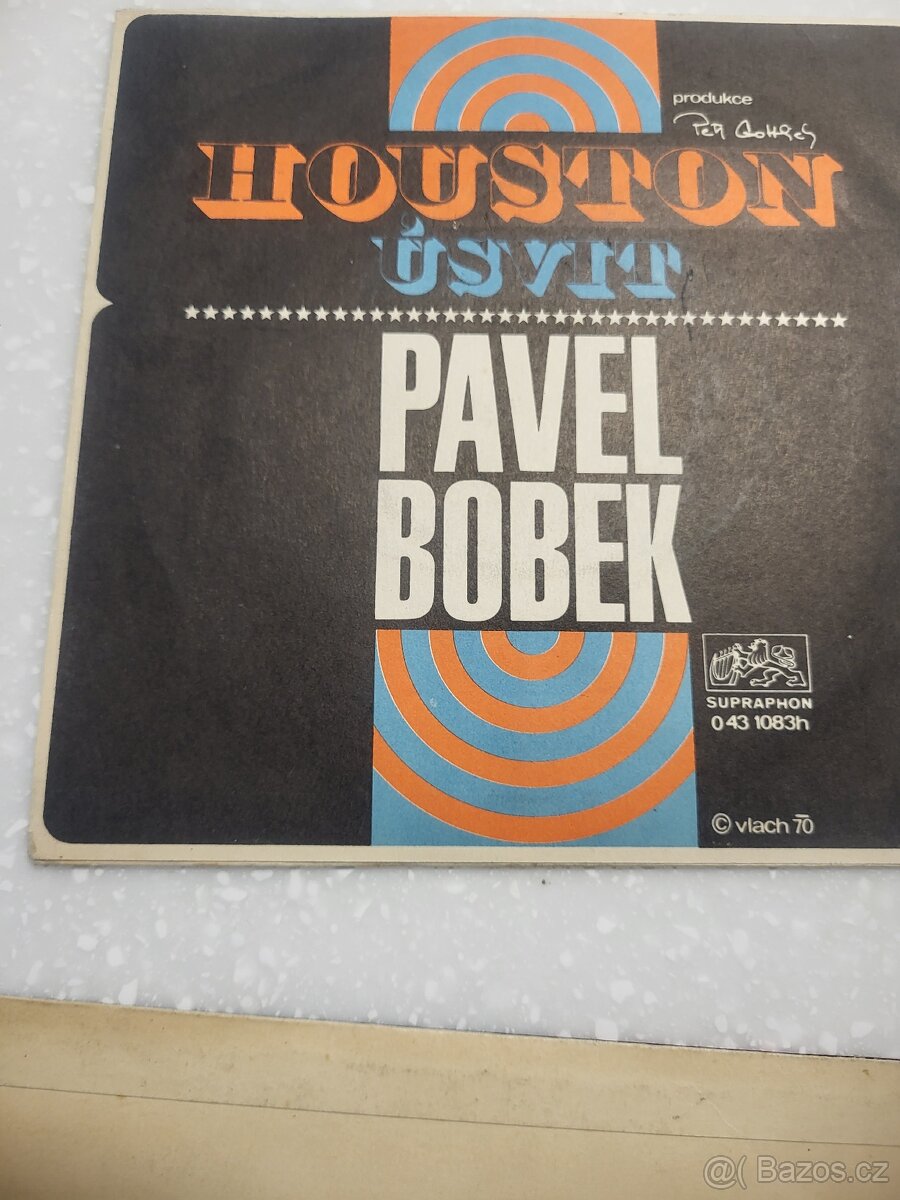 produkce
HOUSTON
ÚSVIT
PAVEL
BOBEK
SUPRAPHON
0 43 1083h
© vlach 70
@( Bazos.cz